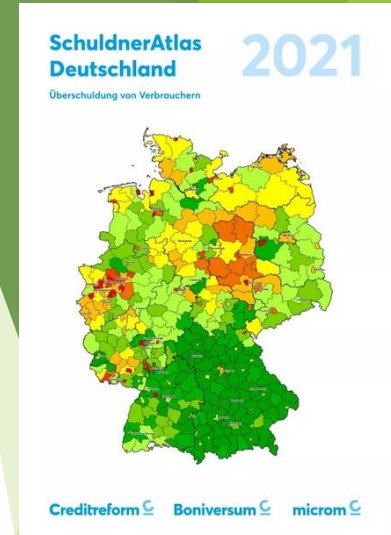 SchuldnerAtlas
Deutschland
2021
Überschuldung von Verbrauchern
Creditreform C Boniversum C microm C